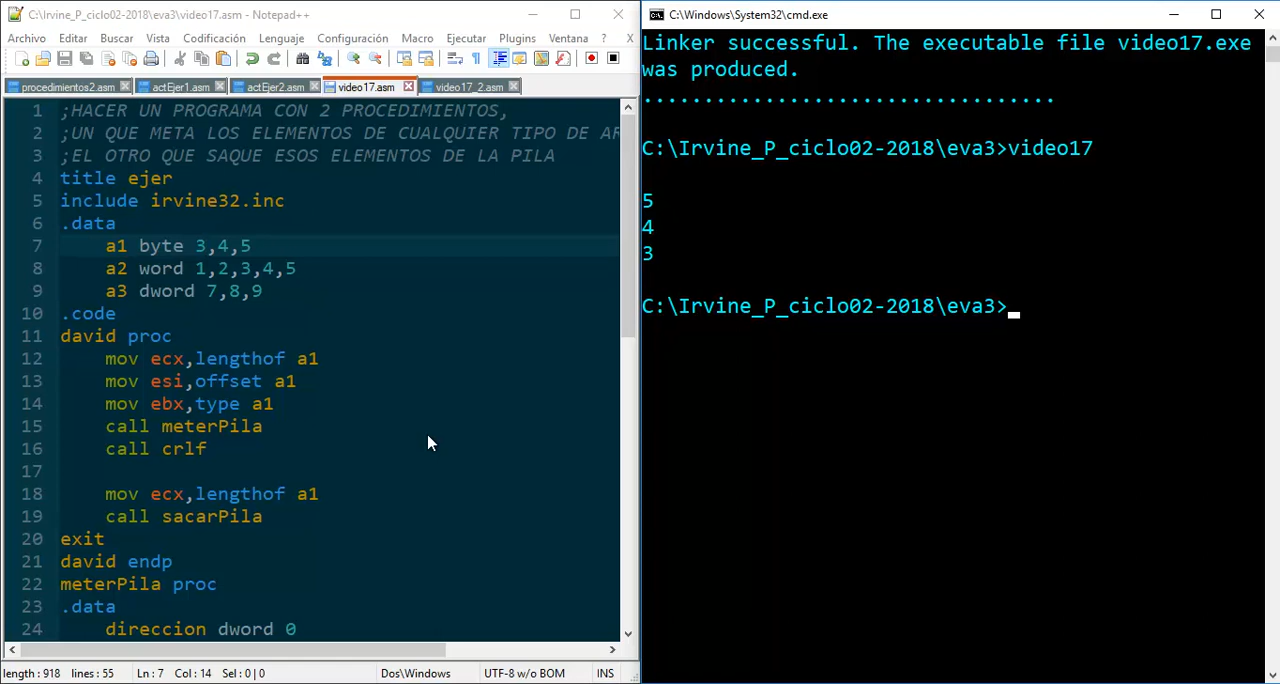 C:\Irvine_P_ciclo02-2018\eva3\video17.asm - Notepad++
Archivo Editar Buscar Vista Codificación Lenguaje Configuración Macro Ejecutar Plugins Ventana ? X
procedimientos2.asm actEjer1.asm actEjer2.asm video17.asm video17_2.asm
1 ;HACER UN PROGRAMA CON 2 PROCEDIMIENTOS,
2 ;UN QUE META LOS ELEMENTOS DE CUALQUIER TIPO DE AR
3 ;EL OTRO QUE SAQUE ESOS ELEMENTOS DE LA PILA
4 title ejer
5 include irvine32.inc
6 .data
7 a1 byte 3,4,5
8 a2 word 1,2,3,4,5
9 a3 dword 7,8,9
10 .code
11 david proc
12 mov ecx,lengthof a1
13 mov esi,offset a1
14 mov ebx,type a1
15 call meterPila
16 call crlf
17
18 mov ecx,lengthof a1
19 call sacarPila
20 exit
21 david endp
22 meterPila proc
23 .data
24 direccion dword 0
length : 918 lines : 55 Ln : 7 Col : 14 Sel : 0 | 0 Dos\Windows UTF-8 w/o BOM INS
C:\Windows\System32\cmd.exe
Linker successful. The executable file video17.exe
was produced.
..................................
C:\Irvine_P_ciclo02-2018\eva3>video17
5
4
3
C:\Irvine_P_ciclo02-2018\eva3>